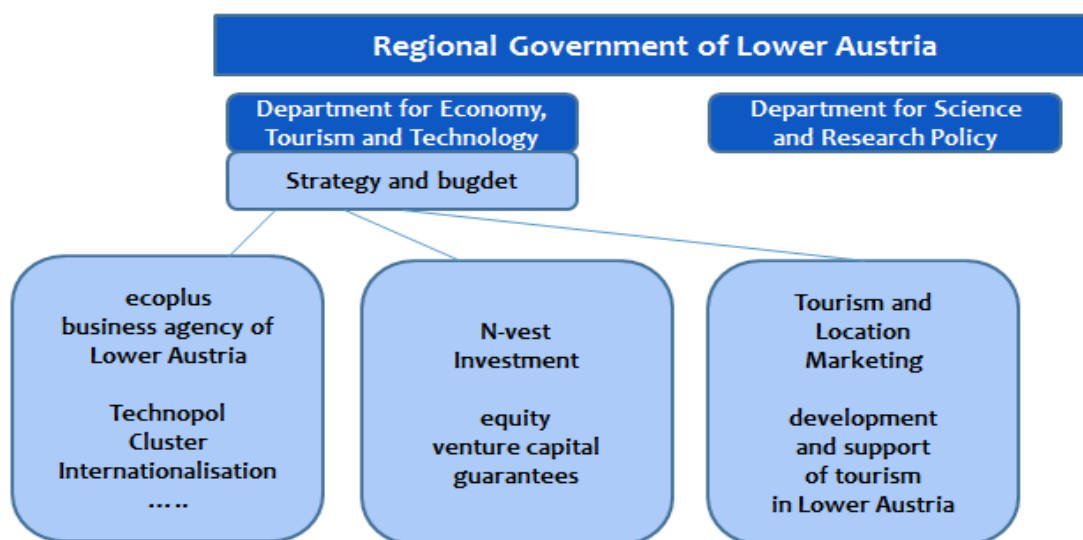 Regional Government of Lower Austria
Department for Economy,
Tourism and Technology
Department for Science
and Research Policy
Strategy and bugdet
ecoplus
business agency of
Lower Austria
Technopol
Cluster
Internationalisation
.....
N-vest
Investment
equity
venture capital
guarantees
Tourism and
Location
Marketing
development
and support
of tourism
in Lower Austria